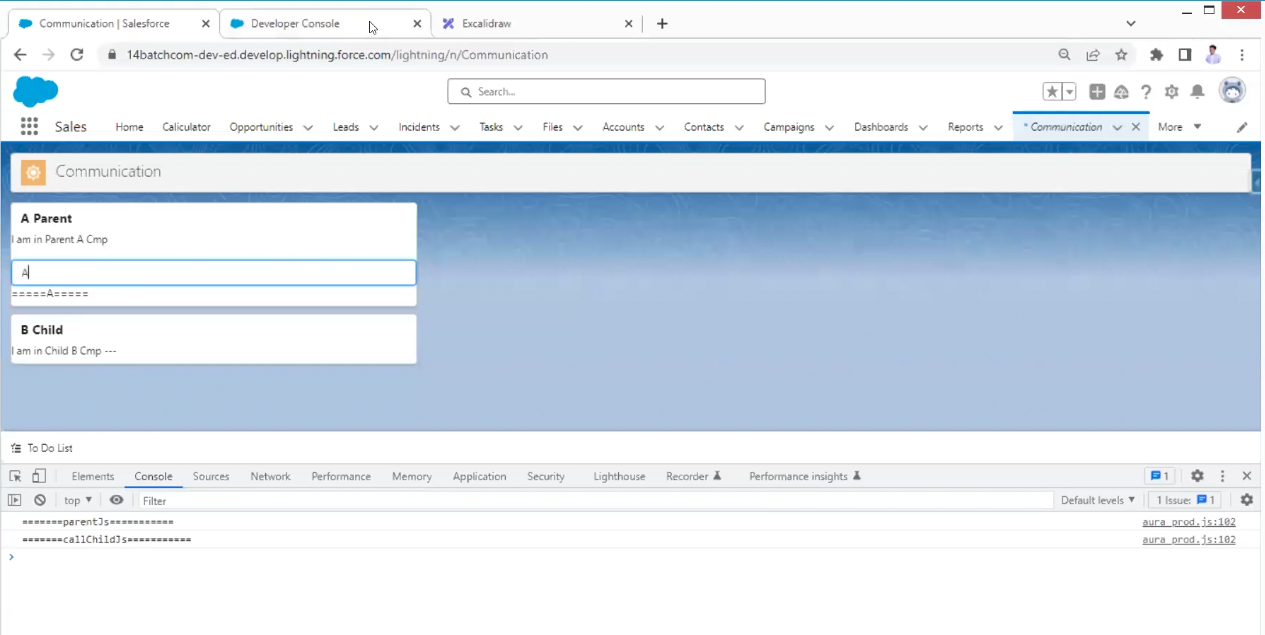 Communication | Salesforce
Developer Console
Excalidraw
14batchcom-dev-ed.develop.lightning.force.com/lightning/n/Communication
Search...
Sales Home Calculator Opportunities Leads Incidents Tasks Files Accounts Contacts Campaigns Dashboards Reports * Communication More
Communication
A Parent
I am in Parent A Cmp
A
=====A=====
B Child
I am in Child B Cmp ---
To Do List
Elements Console Sources Network Performance Memory Application Security Lighthouse Recorder Performance insights 1
top Filter Default levels 1 Issue: 1
=======parentJs=========== aura_prod.js:102
=======callChildJs=========== aura_prod.js:102